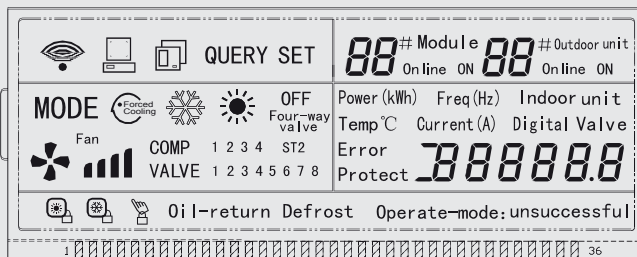 QUERY SET
88 # Module 88 # Outdoor unit
Online ON Online ON
MODE Forced Cooling OFF
Four-way valve
Fan
COMP 1 2 3 4 ST2
VALVE 1 2 3 4 5 6 7 8
Power(kWh) Freq(Hz) Indoor unit
Temp℃ Current(A) Digital Valve
Error
Protect -88888.8
Oil-return Defrost Operate-mode:unsuccessful
1 36